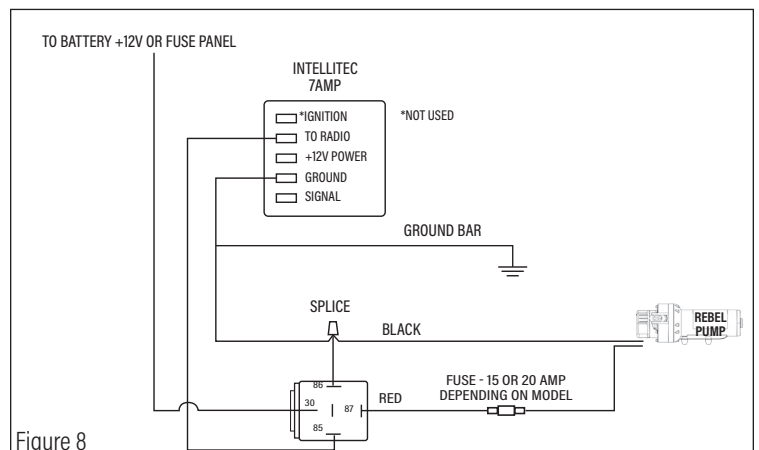 TO BATTERY +12V OR FUSE PANEL
INTELLITEC
7AMP
*IGNITION
*NOT USED
TO RADIO
+12V POWER
GROUND
SIGNAL
GROUND BAR
SPLICE
BLACK
REBEL
PUMP
86
30
87
85
RED
FUSE - 15 OR 20 AMP
DEPENDING ON MODEL
Figure 8